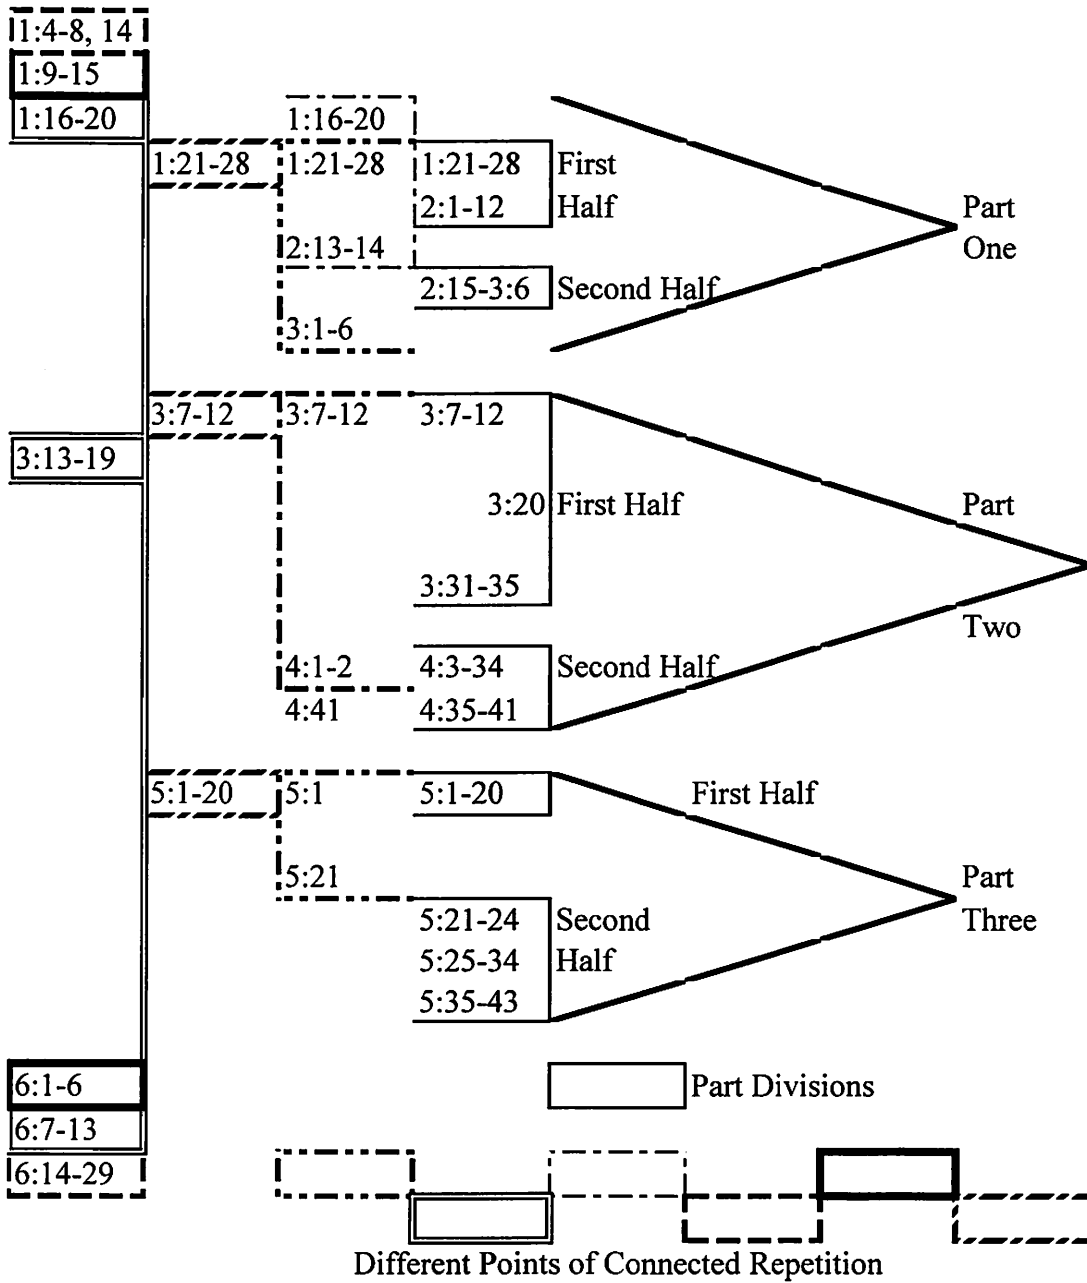 1:4-8, 14
1:9-15
1:16-20 1:16-20
1:21-28 1:21-28 1:21-28 First
2:1-12 Half Part
2:13-14 One
2:15-3:6 Second Half
3:1-6
3:7-12 3:7-12 3:7-12
3:13-19
3:20 First Half Part
3:31-35
Two
4:1-2 4:3-34 Second Half
4:41 4:35-41
5:1-20 5:1 5:1-20 First Half
5:21 Part
5:21-24 Second Three
5:25-34 Half
5:35-43
6:1-6 Part Divisions
6:7-13
6:14-29
Different Points of Connected Repetition